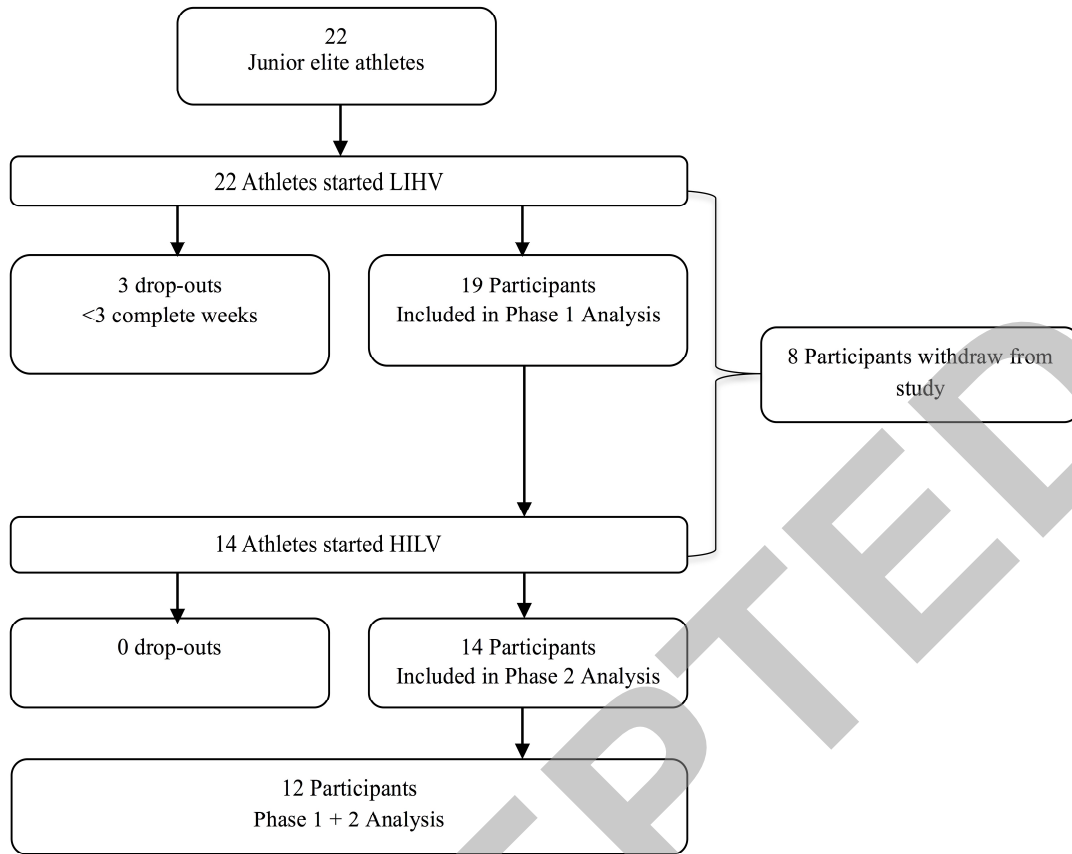 22
Junior elite athletes
22 Athletes started LIHV
3 drop-outs
<3 complete weeks
19 Participants
Included in Phase 1 Analysis
8 Participants withdraw from
study
14 Athletes started HILV
0 drop-outs
14 Participants
Included in Phase 2 Analysis
12 Participants
Phase 1 + 2 Analysis
PTED